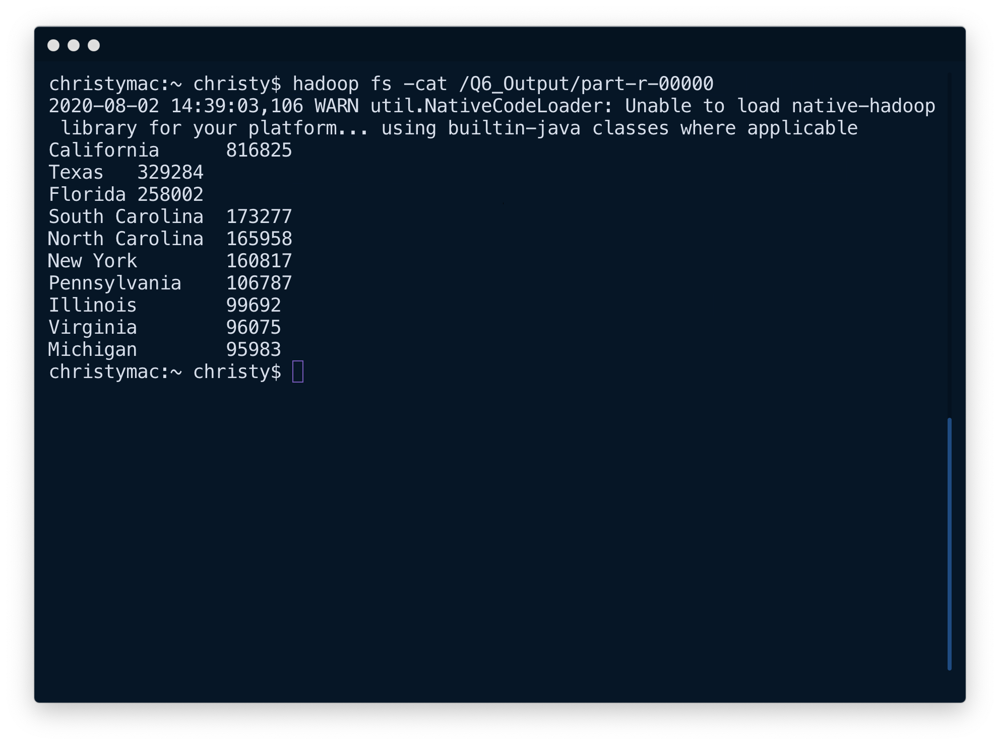 christymac:~ christy$ hadoop fs -cat /Q6_Output/part-r-00000
2020-08-02 14:39:03,106 WARN util.NativeCodeLoader: Unable to load native-hadoop
 library for your platform... using builtin-java classes where applicable
California      816825
Texas   329284
Florida 258002
South Carolina  173277
North Carolina  165958
New York        160817
Pennsylvania    106787
Illinois        99692
Virginia        96075
Michigan        95983
christymac:~ christy$